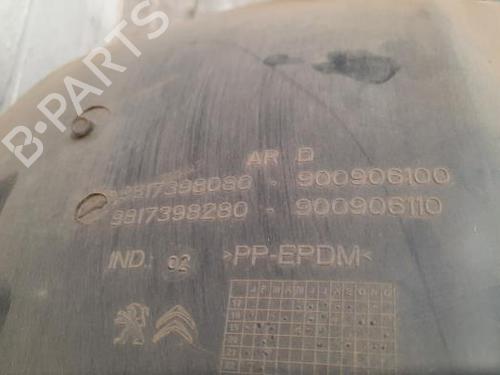 B-PARTS
AR D
9817398080 - 900906100
9817398280 - 900906110
IND.: 02 >PP-EPDM<